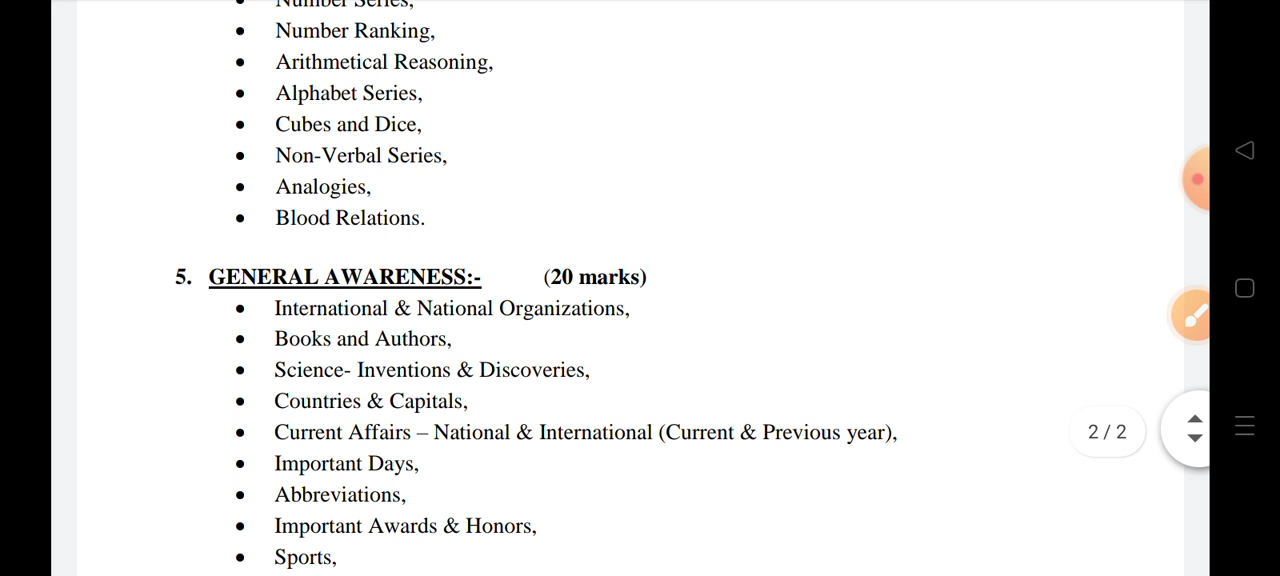 Number Series,
• Number Ranking,
• Arithmetical Reasoning,
• Alphabet Series,
• Cubes and Dice,
• Non-Verbal Series,
• Analogies,
• Blood Relations.
5. GENERAL AWARENESS:- (20 marks)
• International & National Organizations,
• Books and Authors,
• Science- Inventions & Discoveries,
• Countries & Capitals,
• Current Affairs – National & International (Current & Previous year),
2 / 2
• Important Days,
• Abbreviations,
• Important Awards & Honors,
• Sports,